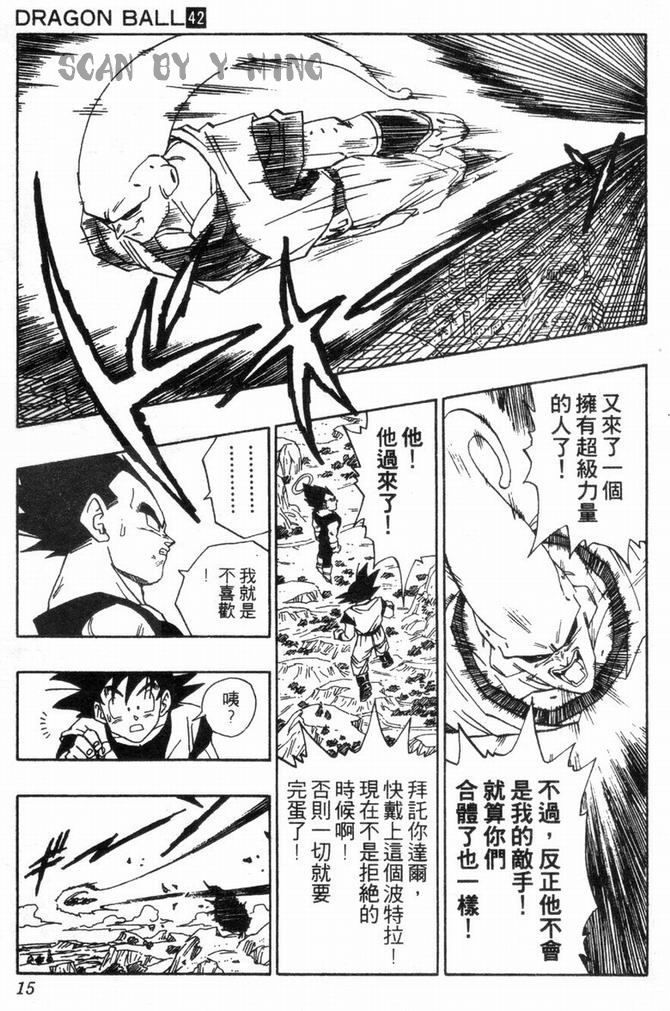 DRAGON BALL 42
SCAN BY Y NING
又來了一個
擁有超級力量
的人了！
不過，反正他不會
是我的敵手！
就算你們
合體了也一樣！
他！
他過來了！
拜託你達爾，
快戴上這個波特拉！
現在不是拒絕的
時候啊！
否則一切就要
完蛋了！
…………
我就是
不喜歡
！
咦？
15